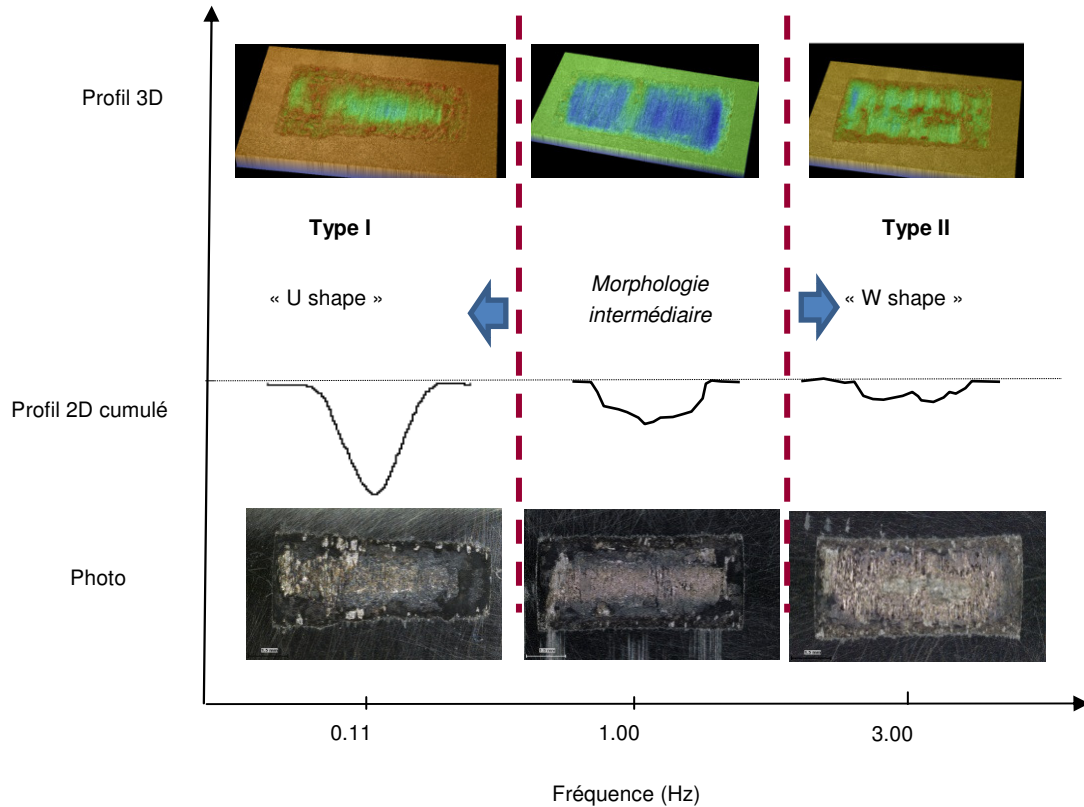 Profil 3D
Type I
Type II
« U shape »
Morphologie
intermédiaire
« W shape »
Profil 2D cumulé
Photo
0.11
1.00
3.00
Fréquence (Hz)